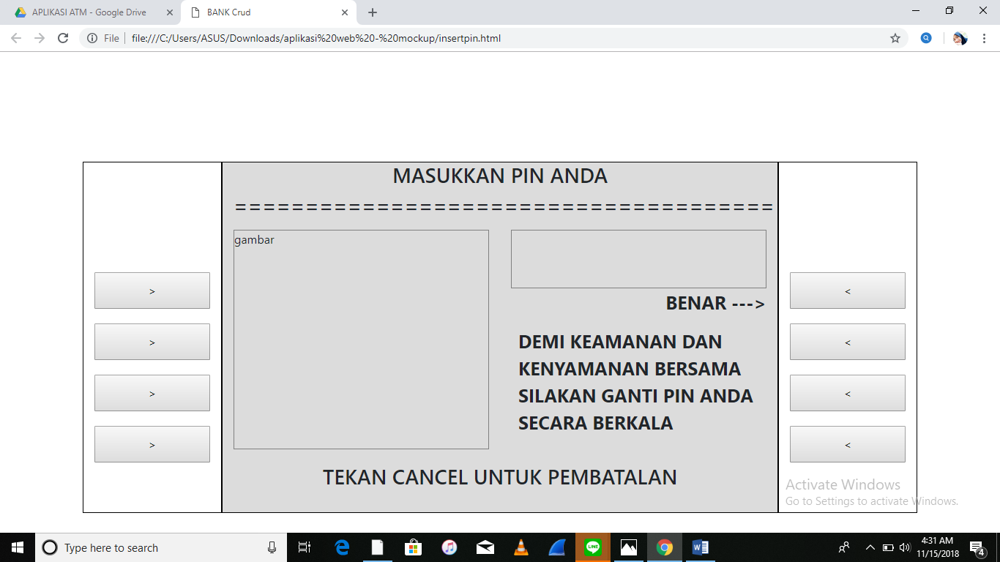 APLIKASI ATM - Google Drive
BANK Crud
File
file:///C:/Users/ASUS/Downloads/aplikasi%20web%20-%20mockup/insertpin.html
MASUKKAN PIN ANDA
======================================
gambar
BENAR --->
DEMI KEAMANAN DAN
KENYAMANAN BERSAMA
SILAKAN GANTI PIN ANDA
SECARA BERKALA
> <
> <
> <
> <
TEKAN CANCEL UNTUK PEMBATALAN
Activate Windows
Go to Settings to activate Windows.
Type here to search
LINE
4:31 AM
11/15/2018
4